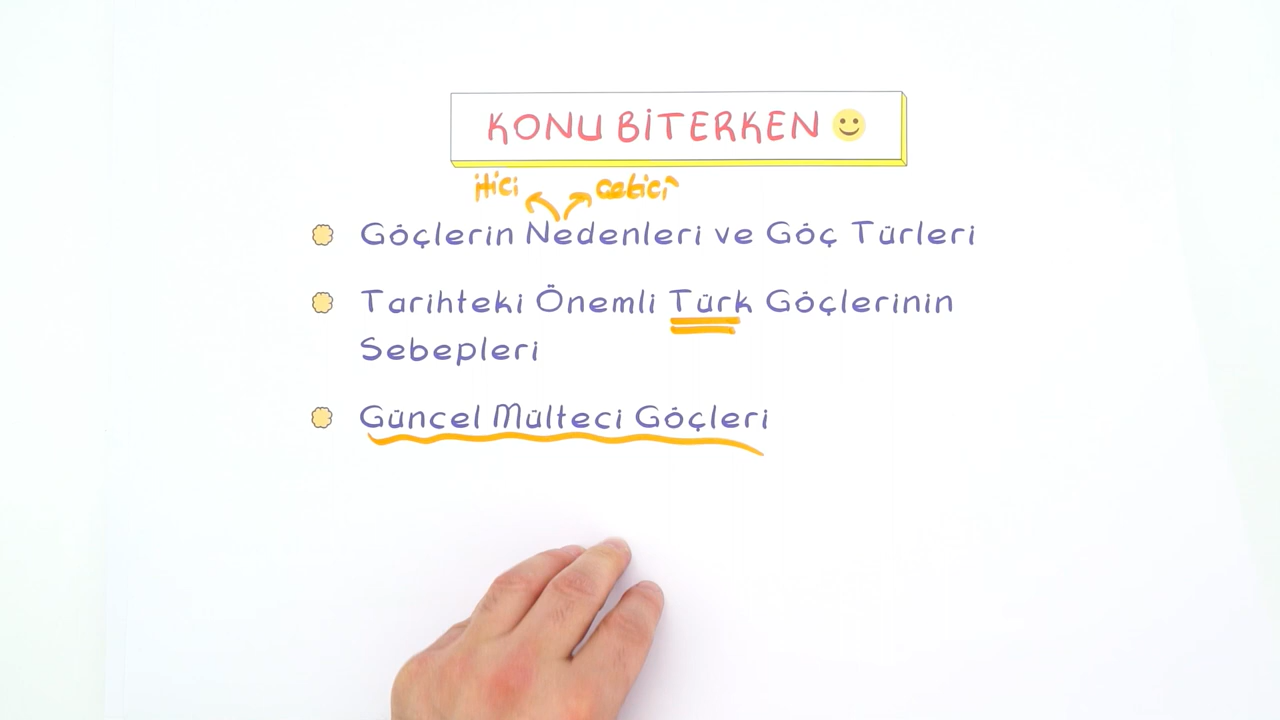 KONU BİTERKEN
itici çekici
Göçlerin Nedenleri ve Göç Türleri
Tarihteki Önemli Türk Göçlerinin
Sebepleri
Güncel Mülteci Göçleri